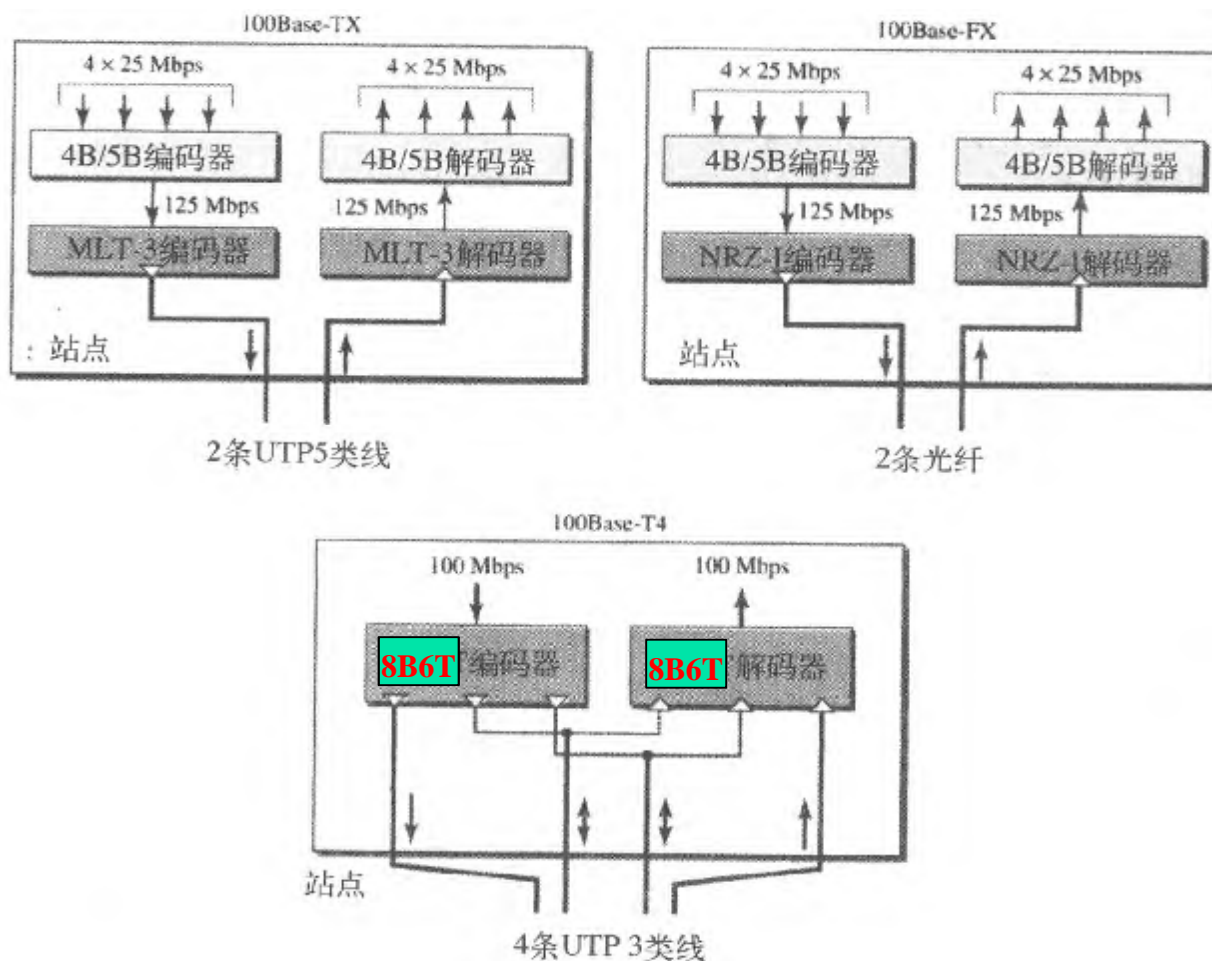 100Base-TX
4 × 25 Mbps
4 × 25 Mbps
4B/5B编码器
4B/5B解码器
125 Mbps
125 Mbps
MLT-3编码器
MLT-3解码器
: 站点
2条UTP5类线
100Base-FX
4 × 25 Mbps
4 × 25 Mbps
4B/5B编码器
4B/5B解码器
125 Mbps
125 Mbps
NRZ-I编码器
NRZ-I解码器
站点
2条光纤
100Base-T4
100 Mbps
100 Mbps
8B6T编码器
8B6T解码器
站点
4条UTP 3类线